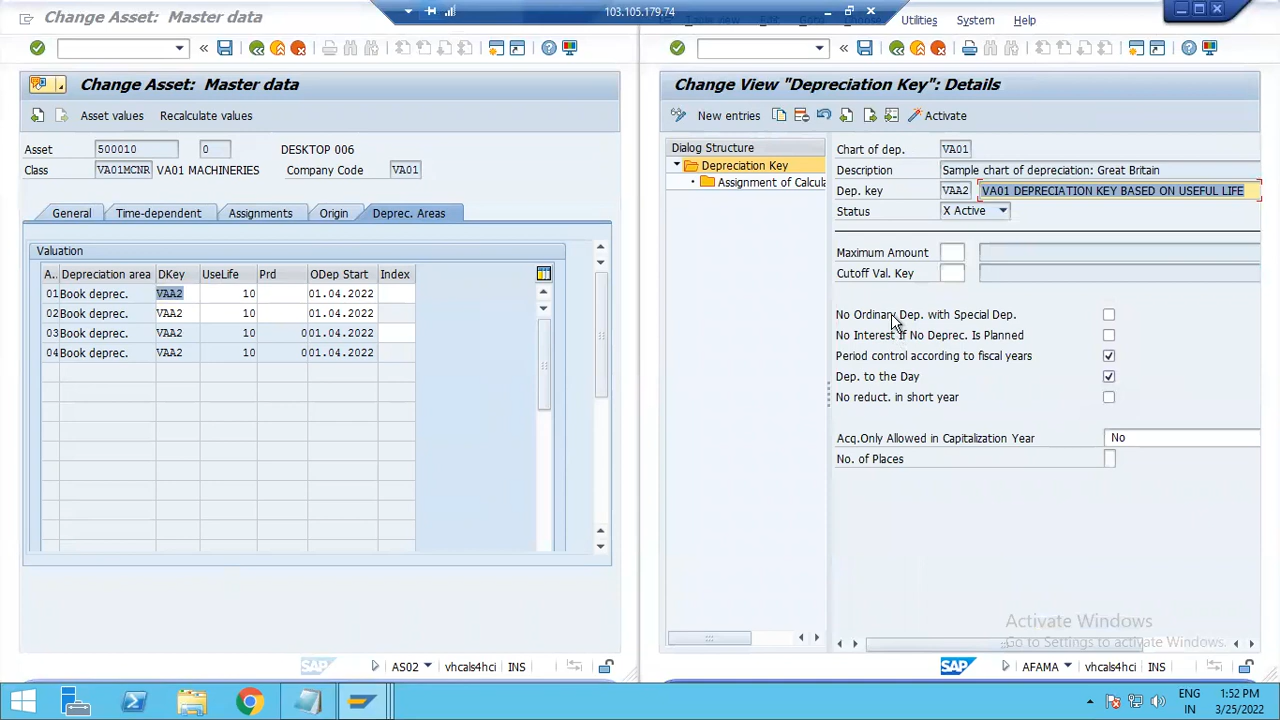 Change Asset: Master data
103.105.179.74
Utilities System Help
Change Asset: Master data
Asset values Recalculate values
Asset 500010 0 DESKTOP 006
Class VA01MCNR VA01 MACHINERIES Company Code VA01
General Time-dependent Assignments Origin Deprec. Areas
Valuation
A.. Depreciation area DKey UseLife Prd ODep Start Index
01 Book deprec. VAA2 10 01.04.2022
02 Book deprec. VAA2 10 01.04.2022
03 Book deprec. VAA2 10 001.04.2022
04 Book deprec. VAA2 10 001.04.2022
SAP AS02 vhcals4hci INS
Change View "Depreciation Key": Details
New entries Activate
Dialog Structure
Depreciation Key
Assignment of Calcula
Chart of dep. VA01
Description Sample chart of depreciation: Great Britain
Dep. key VAA2 VA01 DEPRECIATION KEY BASED ON USEFUL LIFE
Status X Active
Maximum Amount
Cutoff Val. Key
No Ordinary Dep. with Special Dep.
No Interest If No Deprec. Is Planned
Period control according to fiscal years
Dep. to the Day
No reduct. in short year
Acq.Only Allowed in Capitalization Year No
No. of Places
Activate Windows
Go to Settings to activate Windows.
SAP AFAMA vhcals4hci INS
ENG
IN
1:52 PM
3/25/2022